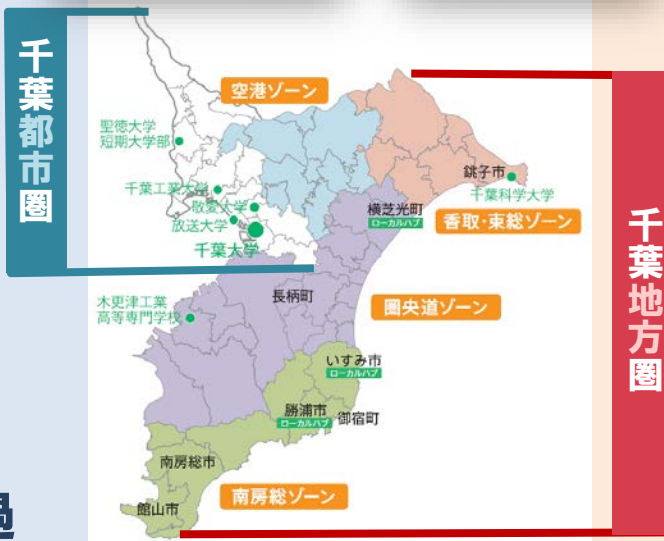 千葉都市圏
空港ゾーン
聖徳大学
短期大学部
千葉工業大学
敬愛大学
放送大学
千葉大学
銚子市
千葉科学大学
横芝光町
ローカルハブ
香取・東総ゾーン
木更津工業
高等専門学校
長柄町
圏央道ゾーン
いすみ市
ローカルハブ
勝浦市
ローカルハブ
御宿町
南房総市
館山市
南房総ゾーン
千葉地方圏